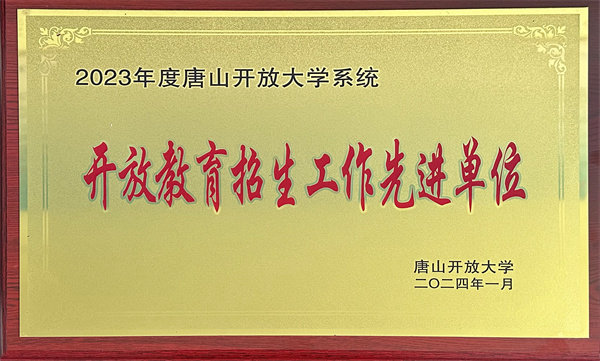 2023年度唐山开放大学系统
开放教育招生工作先进单位
唐山开放大学
二〇二四年一月